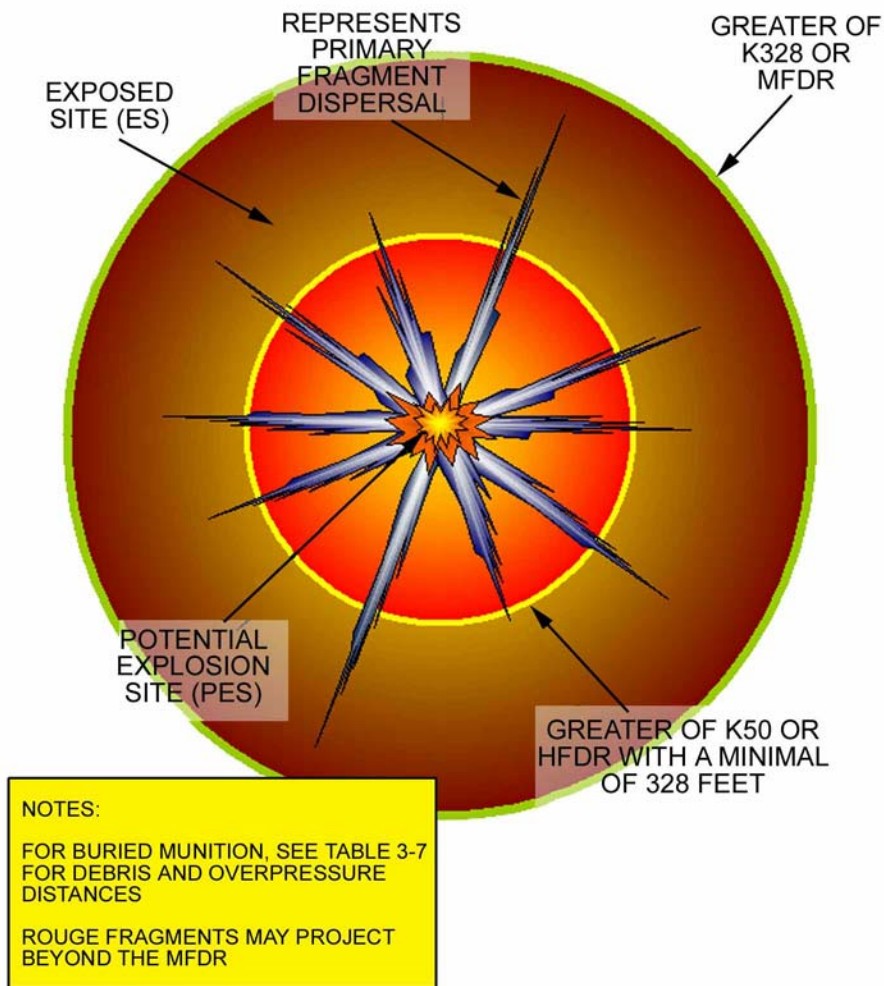 REPRESENTS
PRIMARY
FRAGMENT
DISPERSAL
GREATER OF
K328 OR
MFDR
EXPOSED
SITE (ES)
POTENTIAL
EXPLOSION
SITE (PES)
GREATER OF K50 OR
HFDR WITH A MINIMAL
OF 328 FEET
NOTES:
FOR BURIED MUNITION, SEE TABLE 3-7
FOR DEBRIS AND OVERPRESSURE
DISTANCES
ROUGE FRAGMENTS MAY PROJECT
BEYOND THE MFDR